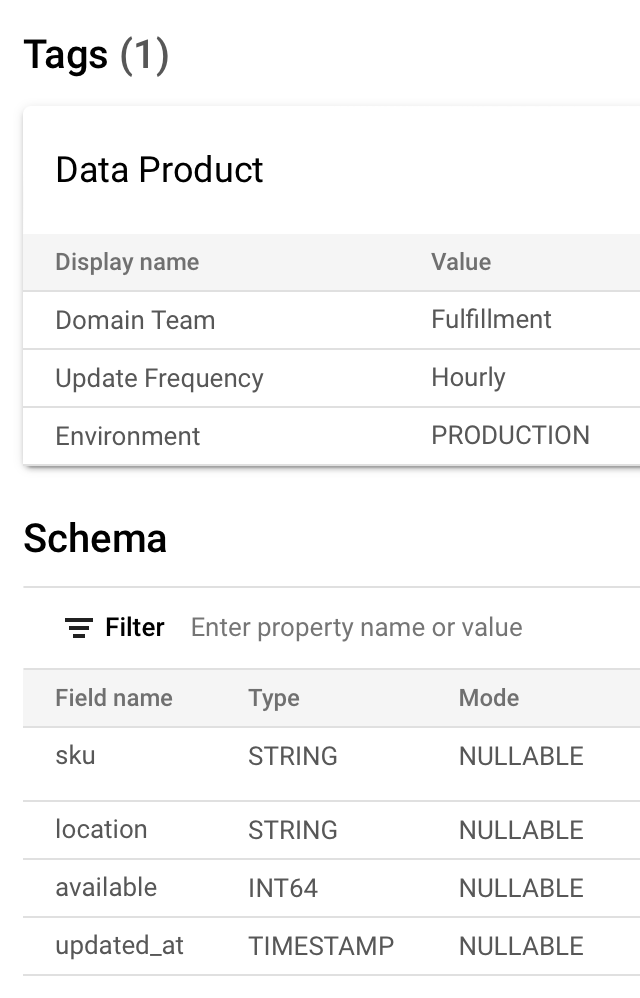 Tags (1)
Data Product
Display name Value
Domain Team Fulfillment
Update Frequency Hourly
Environment PRODUCTION
Schema
Filter Enter property name or value
Field name Type Mode
sku STRING NULLABLE
location STRING NULLABLE
available INT64 NULLABLE
updated_at TIMESTAMP NULLABLE